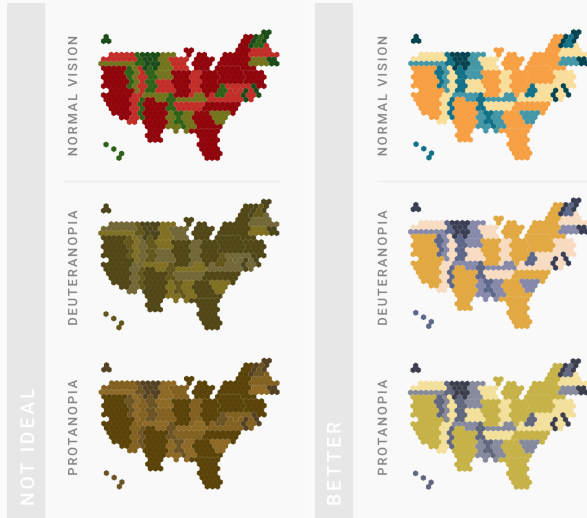 NOT IDEAL
NORMAL VISION
DEUTERANOPIA
PROTANOPIA
BETTER
NORMAL VISION
DEUTERANOPIA
PROTANOPIA